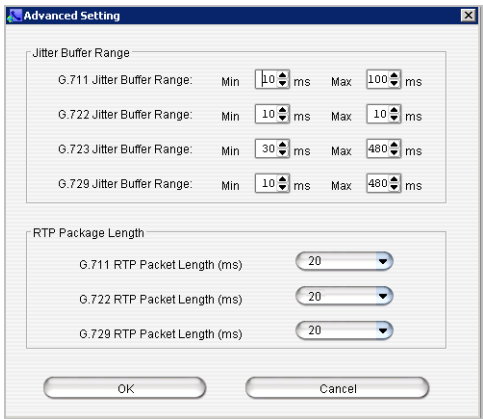 Advanced Setting
Jitter Buffer Range
G.711 Jitter Buffer Range: Min 10 ms Max 100 ms
G.722 Jitter Buffer Range: Min 10 ms Max 10 ms
G.723 Jitter Buffer Range: Min 30 ms Max 480 ms
G.729 Jitter Buffer Range: Min 10 ms Max 480 ms
RTP Package Length
G.711 RTP Packet Length (ms) 20
G.722 RTP Packet Length (ms) 20
G.729 RTP Packet Length (ms) 20
OK Cancel